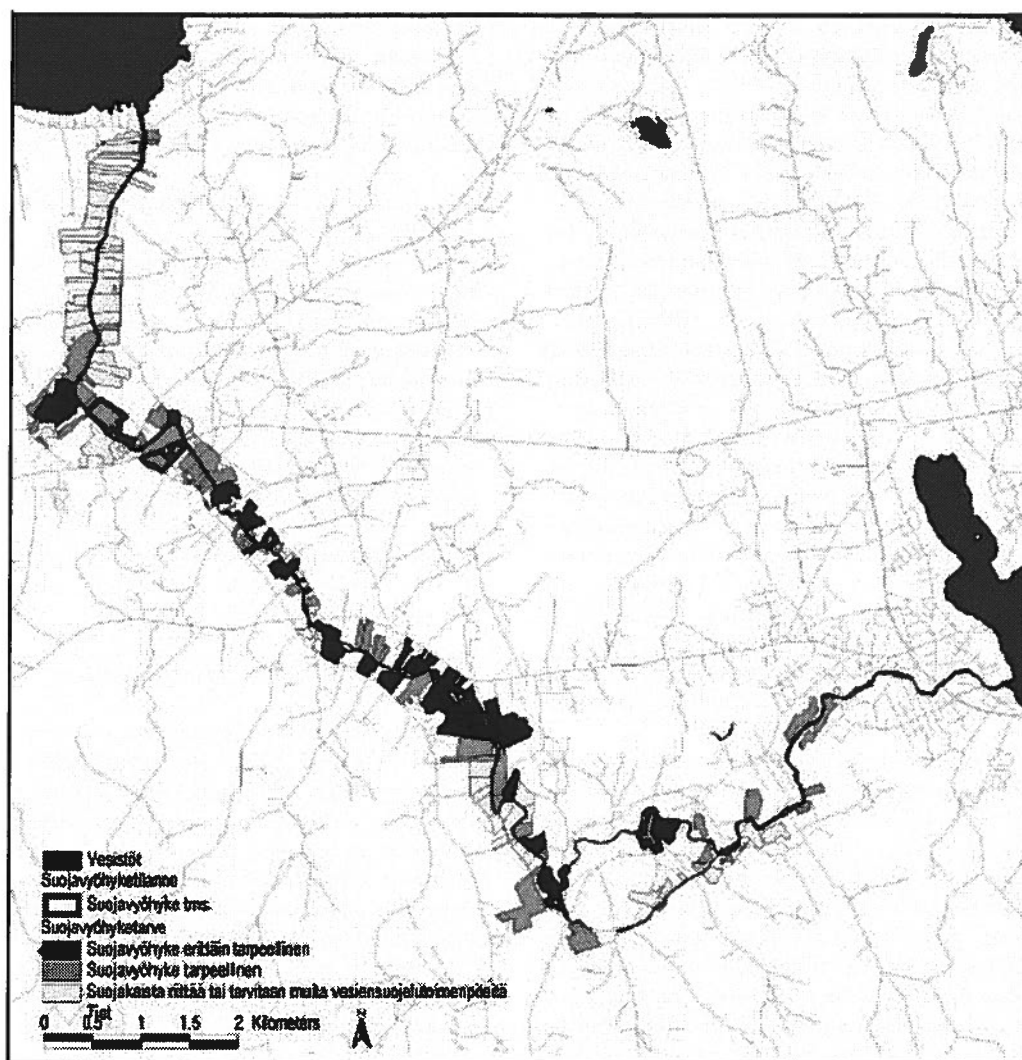 Vesistöt
Suojavyöhyketilanne
Suojavyöhyke tms.
Suojavyöhyketarve
Suojavyöhyke erittäin tarpeellinen
Suojavyöhyke tarpeellinen
Suojakaista riittää tai tarvitaan muita vesiensuojelutoimenpiteitä
Tiet
0 0.5 1 1.5 2 Kilometers
N